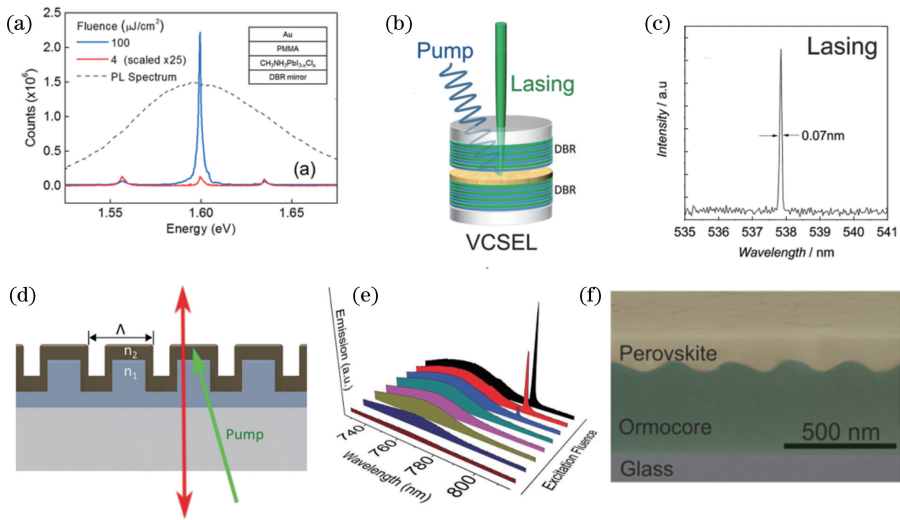 (a)
Fluence (μJ/cm²)
100
4 (scaled x25)
PL Spectrum
Au
PMMA
CH₃NH₃PbI₃₋ₓClₓ
DBR mirror
Counts (x10⁶)
2.5
2.0
1.5
1.0
0.5
0.0
(a)
1.55
1.60
1.65
Energy (eV)
(b)
Pump
Lasing
DBR
DBR
VCSEL
(c)
Lasing
Intensity / a.u
0.07nm
535
536
537
538
539
540
541
Wavelength / nm
(d)
Λ
n₂
n₁
Pump
(e)
Emission (a.u.)
740
760
780
800
Wavelength (nm)
Excitation Fluence
(f)
Perovskite
Ormocore
500 nm
Glass